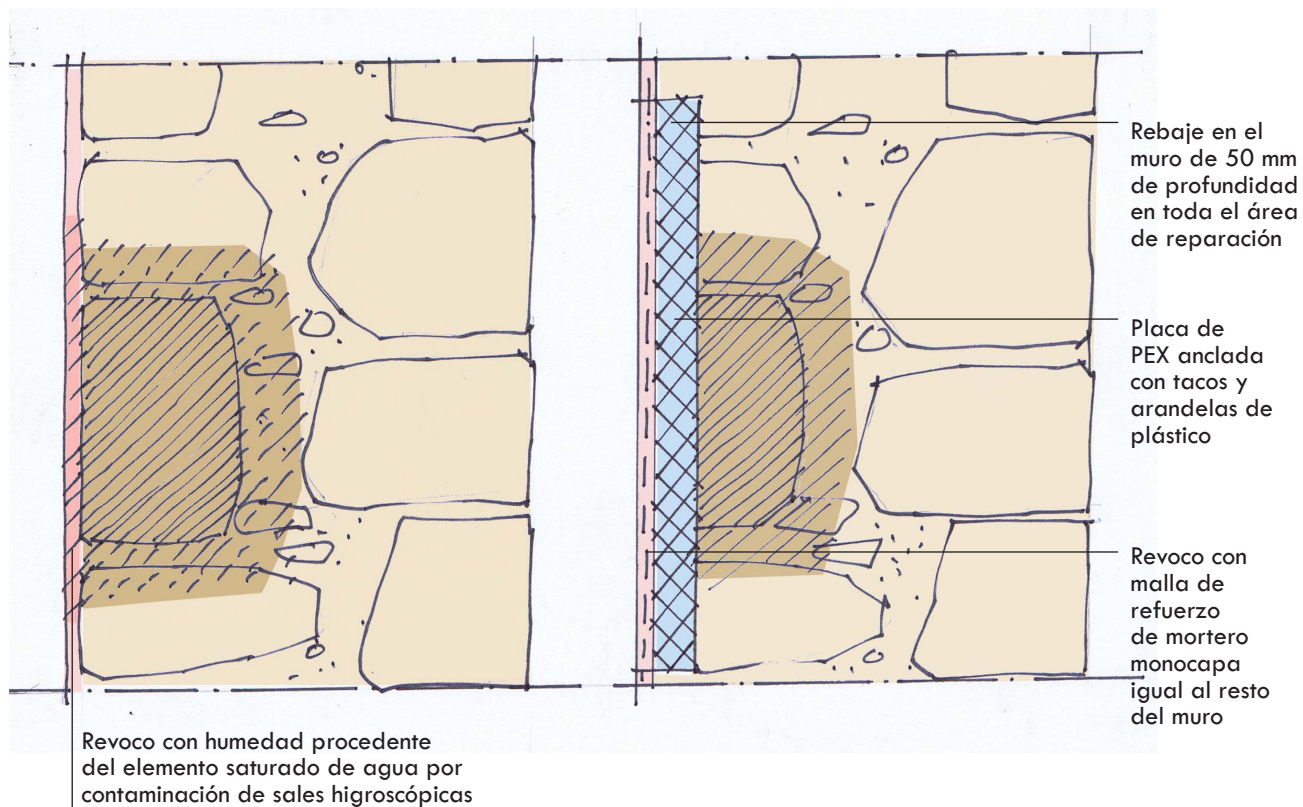 Rebaje en el
muro de 50 mm
de profundidad
en toda el área
de reparación
Placa de
PEX anclada
con tacos y
arandelas de
plástico
Revoco con
malla de
refuerzo
de mortero
monocapa
igual al resto
del muro
Revoco con humedad procedente
del elemento saturado de agua por
contaminación de sales higroscópicas